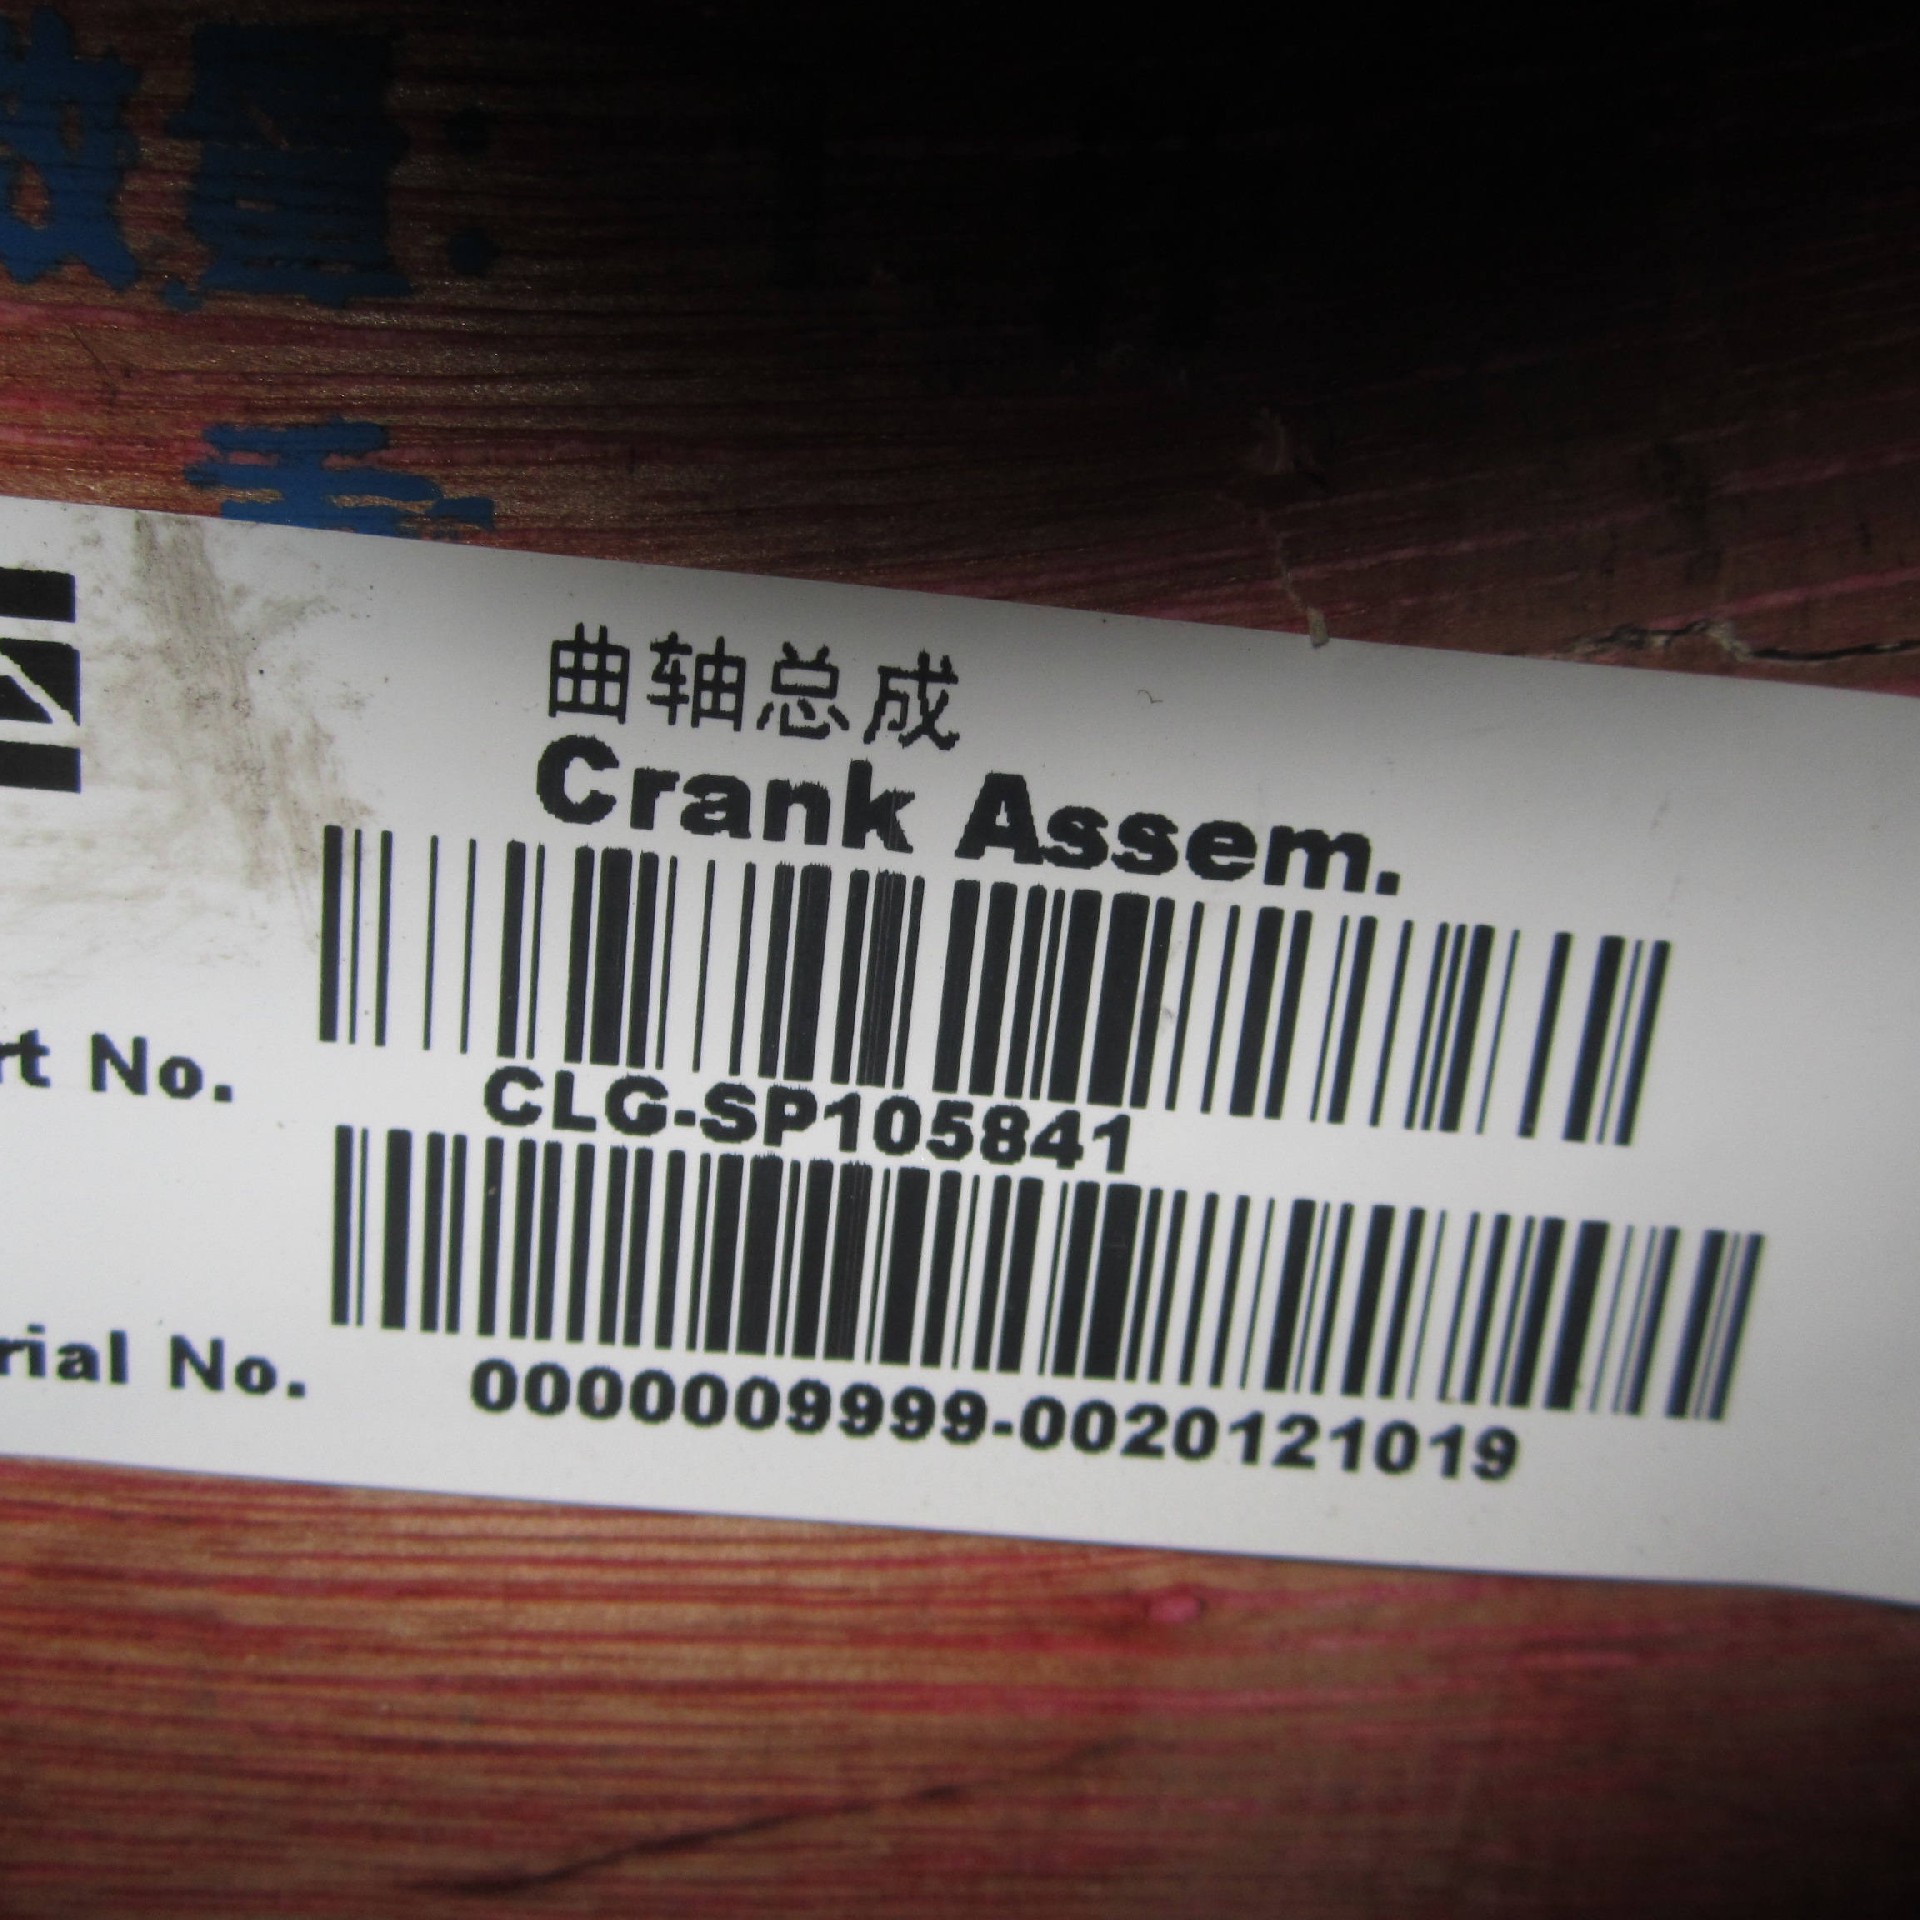 曲轴总成
Crank Assem.
rt No.
CLG-SP105841
rial No.
0000009999-0020121019